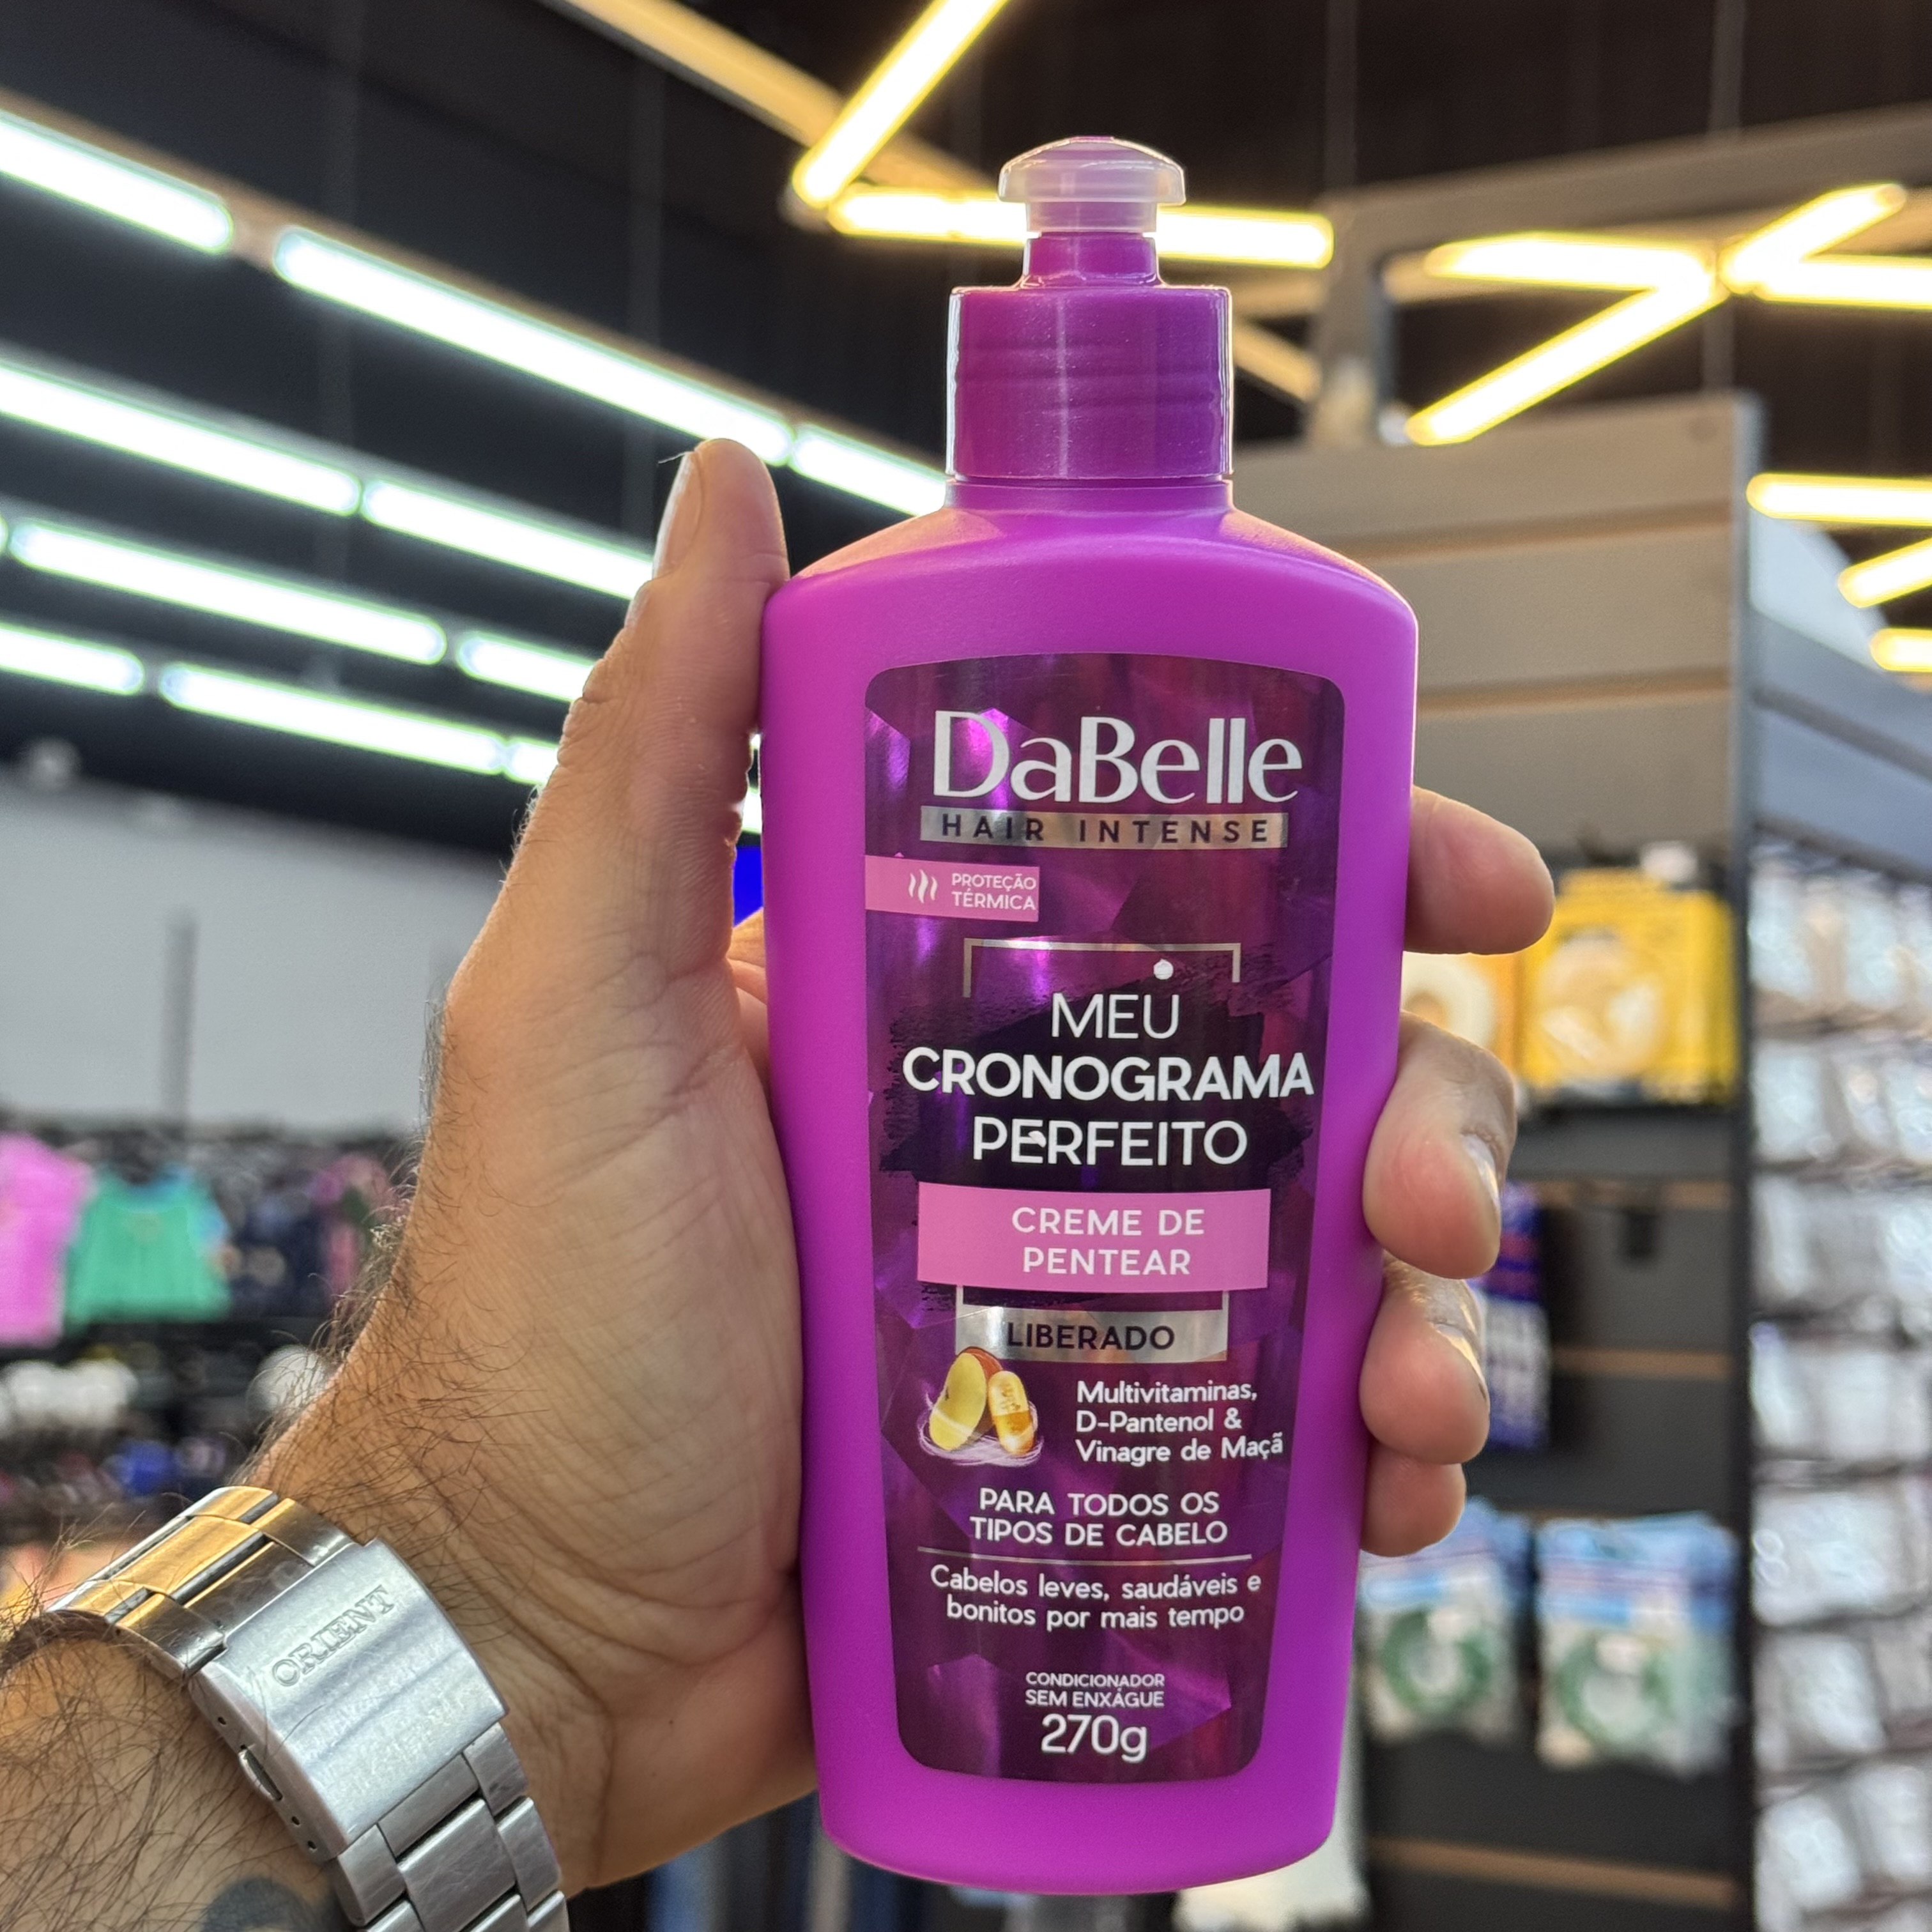 DaBelle
HAIR INTENSE
PROTEÇÃO
TÉRMICA
MEU
CRONOGRAMA
PERFEITO
CREME DE
PENTEAR
LIBERADO
Multivitaminas,
D-Pantenol &
Vinagre de Maçã
PARA TODOS OS
TIPOS DE CABELO
Cabelos leves, saudáveis e
bonitos por mais tempo
CONDICIONADOR
SEM ENXÁGUE
270g
ORIENT